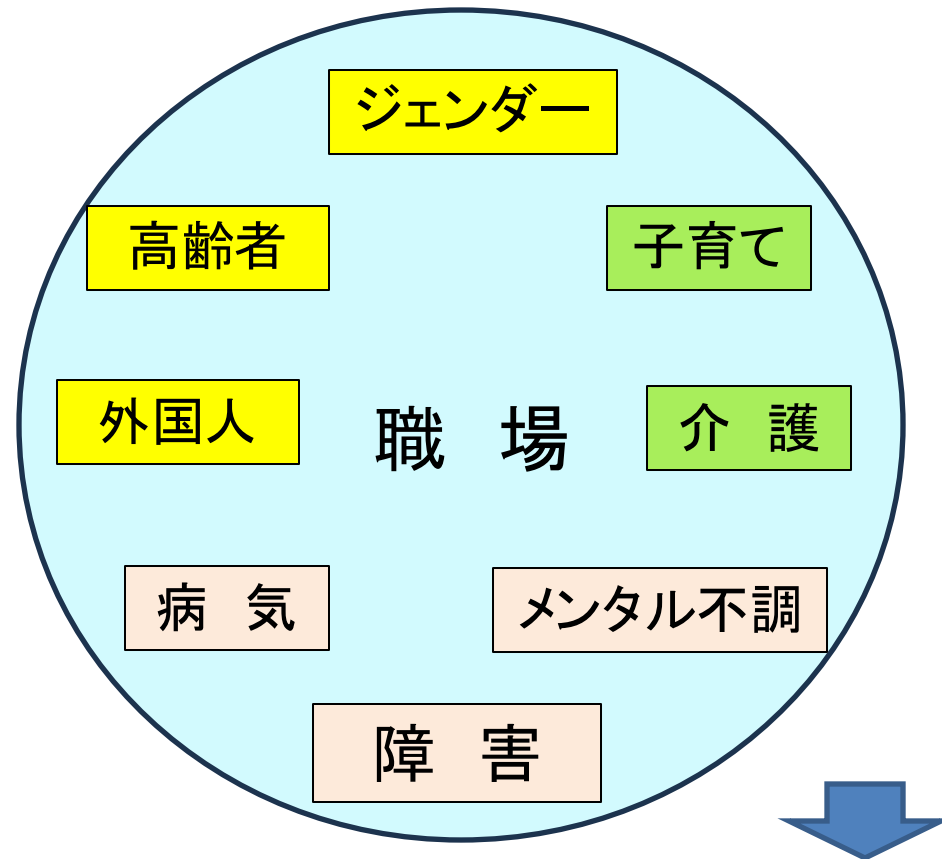 ジェンダー
高齢者
子育て
外国人
職　場
介　護
病　気
メンタル不調
障　害